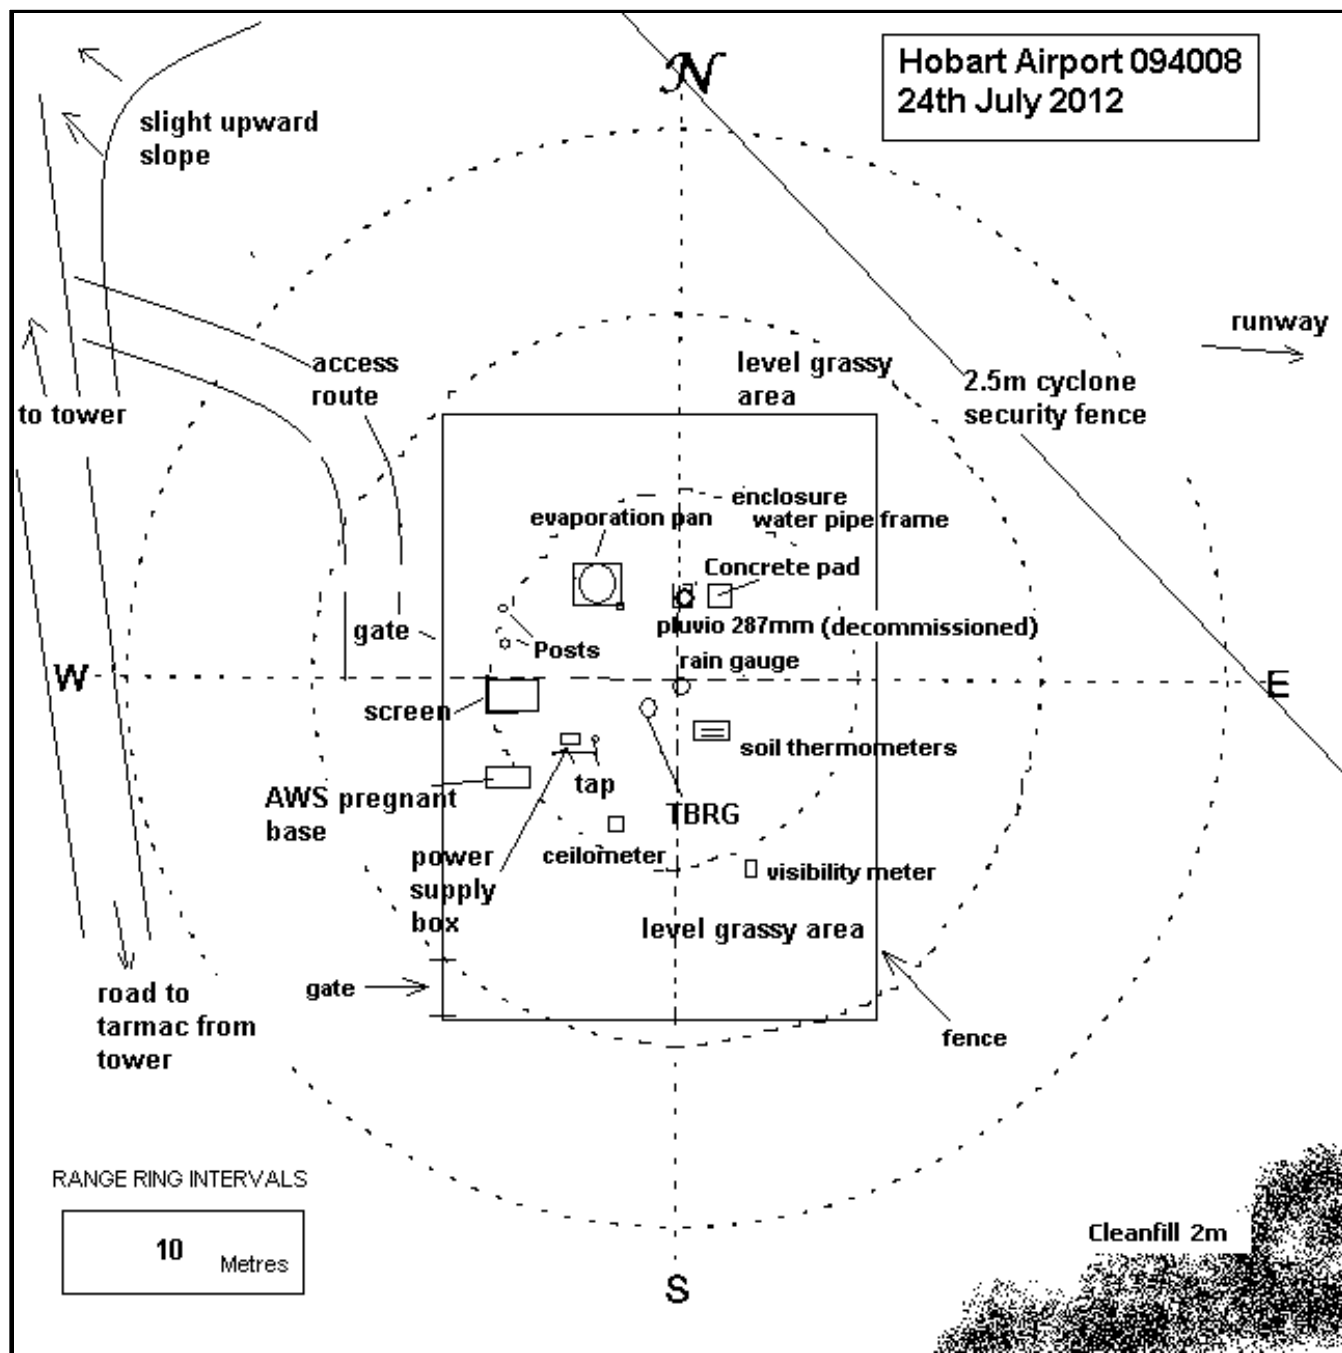 N
Hobart Airport 094008
24th July 2012
slight upward
slope
runway
access
route
level grassy
area
2.5m cyclone
security fence
to tower
enclosure
water pipe frame
evaporation pan
Concrete pad
gate
pluvio 287mm (decommissioned)
Posts
rain gauge
W
E
screen
soil thermometers
tap
AWS pregnant
base
TBRG
power
supply
box
ceilometer
visibility meter
level grassy area
road to
tarmac from
tower
gate
fence
RANGE RING INTERVALS
10 Metres
Cleanfill 2m
S